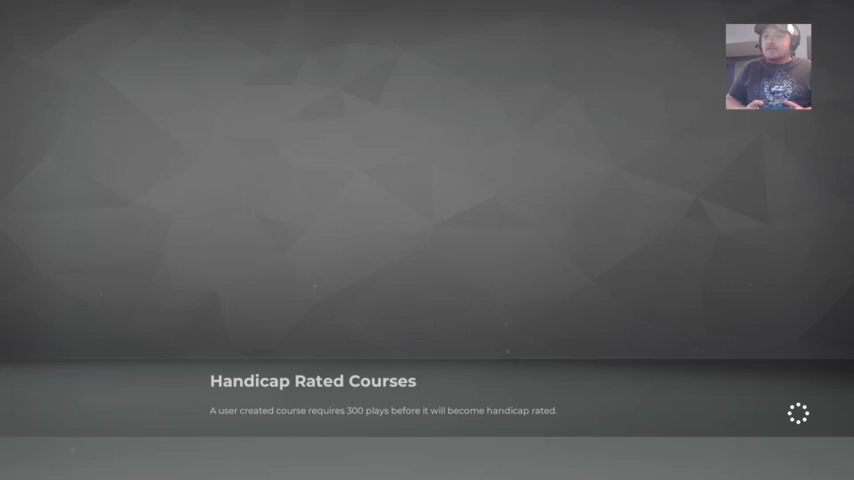 Handicap Rated Courses
A user created course requires 300 plays before it will become handicap rated.